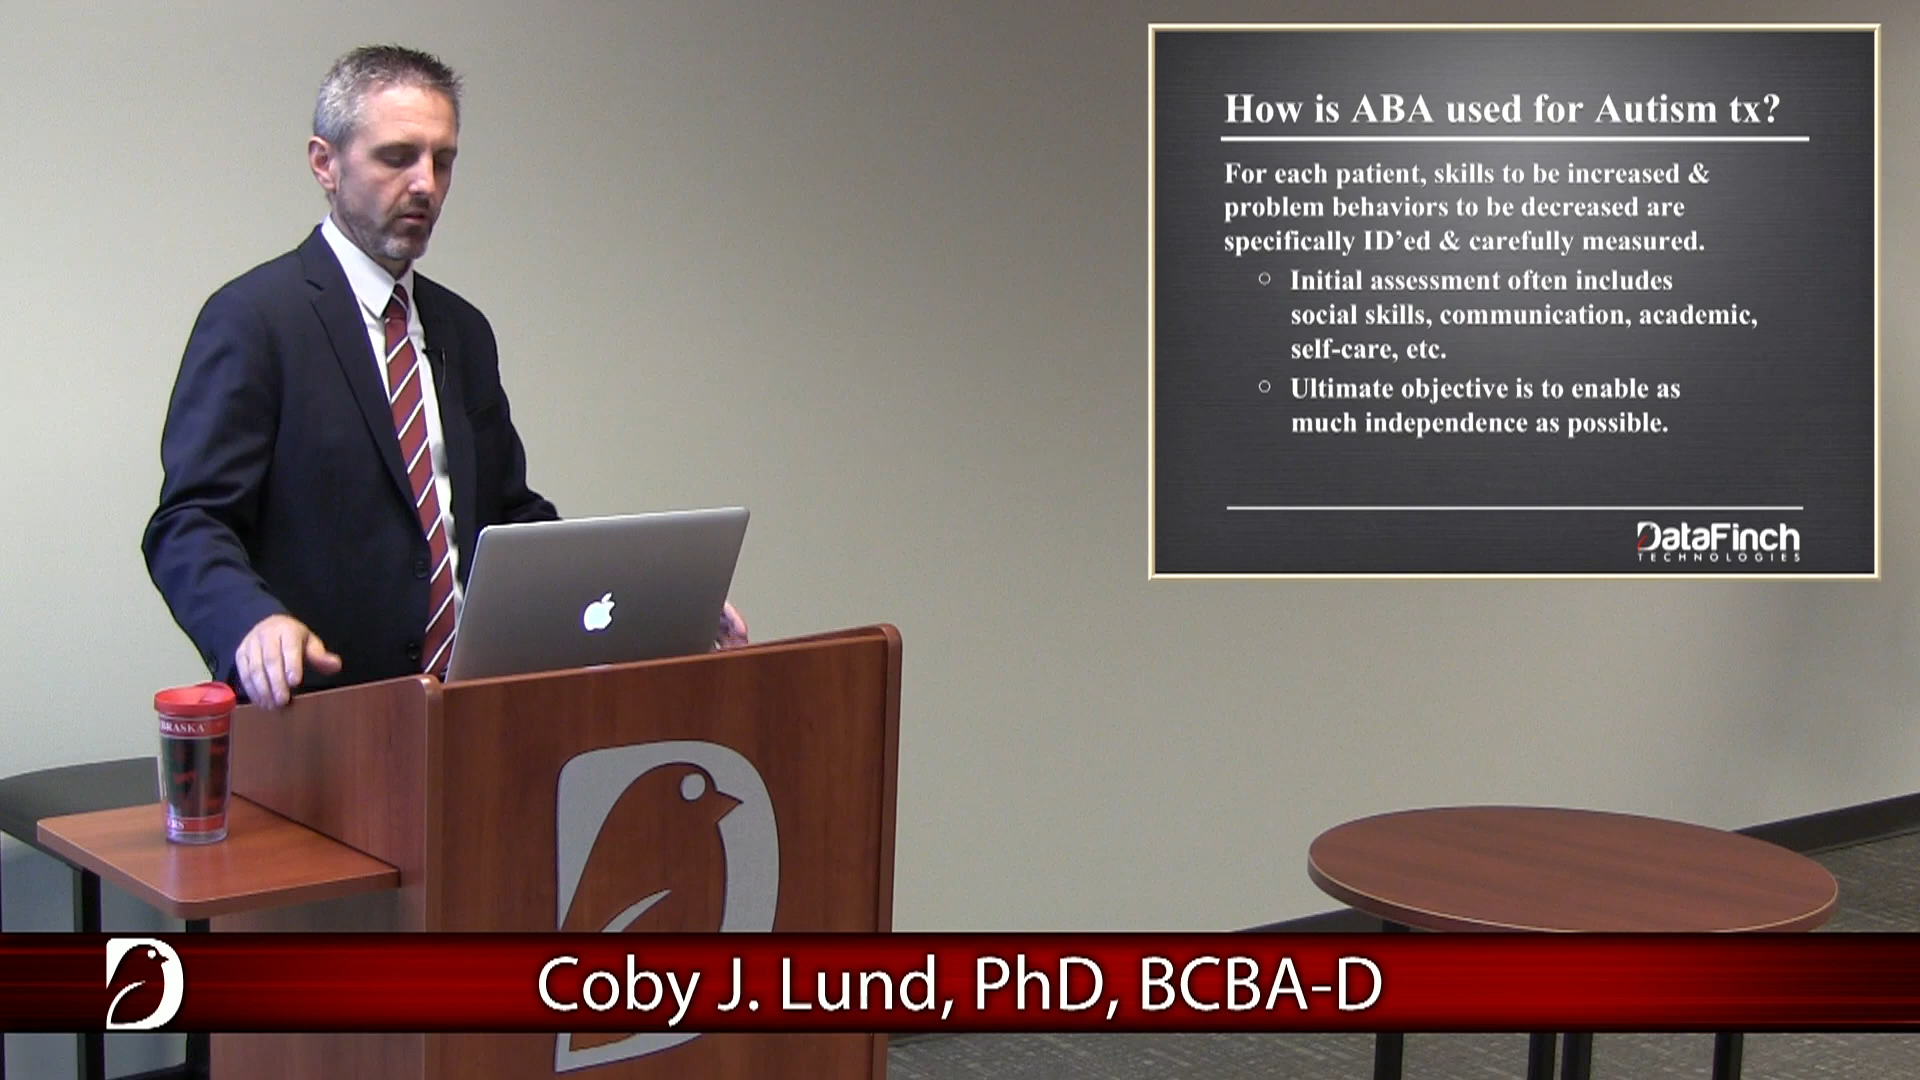 How is ABA used for Autism tx?
For each patient, skills to be increased &
problem behaviors to be decreased are
specifically ID’ed & carefully measured.
Initial assessment often includes
social skills, communication, academic,
self-care, etc.
Ultimate objective is to enable as
much independence as possible.
DataFinch
TECHNOLOGIES
BRASKA
ERS
Coby J. Lund, PhD, BCBA-D